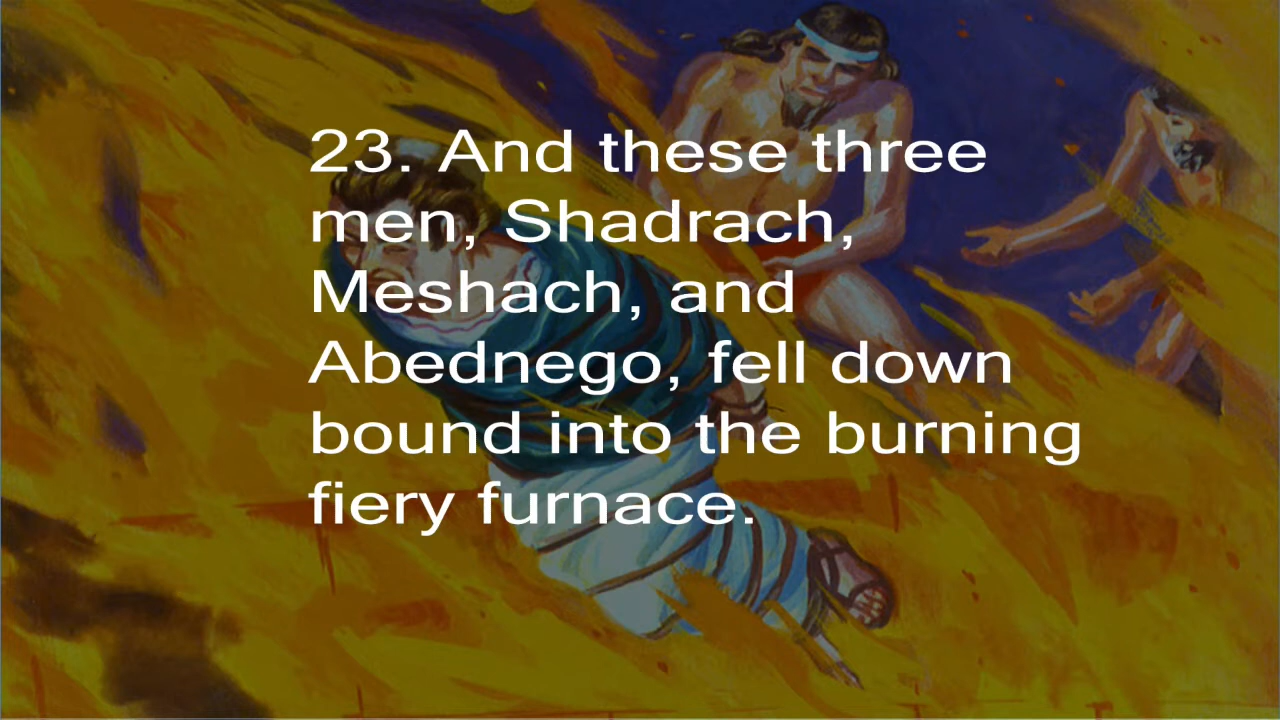 23. And these three
men, Shadrach,
Meshach, and
Abednego, fell down
bound into the burning
fiery furnace.